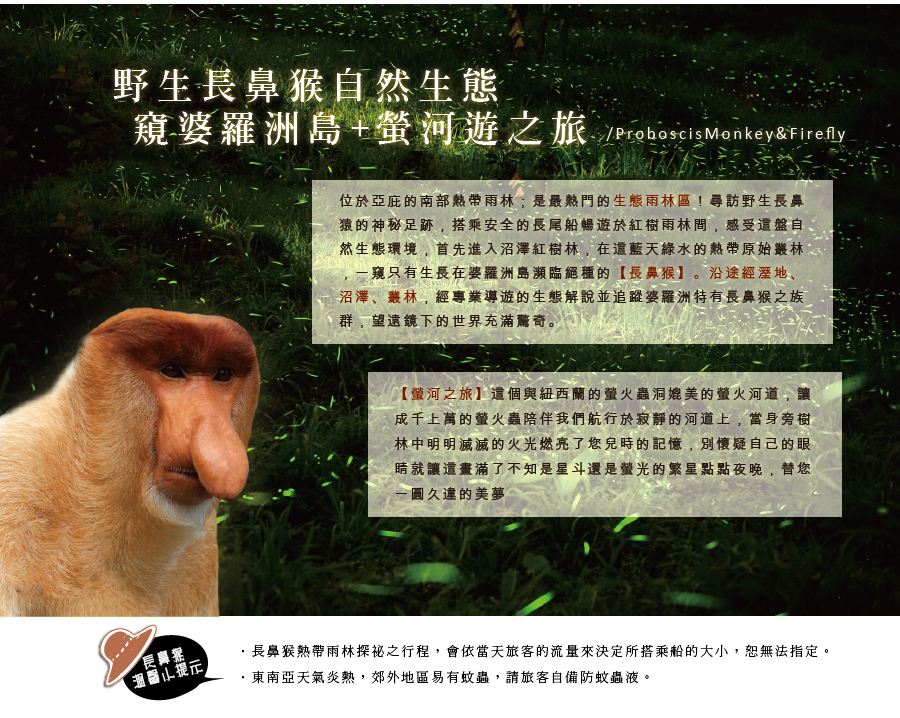 野生長鼻猴自然生態
窺婆羅洲島+螢河遊之旅 /ProboscisMonkey&Firefly
位於亞庇的南部熱帶雨林；是最熱門的生態雨林區！尋訪野生長鼻
猿的神秘足跡，搭乘安全的長尾船暢遊於紅樹雨林間，感受這盤自
然生態環境，首先進入沼澤紅樹林，在這藍天綠水的熱帶原始叢林
，一窺只有生長在婆羅洲島瀕臨絕種的【長鼻猴】。沿途經溼地、
沼澤、叢林，經專業導遊的生態解說並追蹤婆羅洲特有長鼻猴之族
群，望遠鏡下的世界充滿驚奇。
【螢河之旅】這個與紐西蘭的螢火蟲洞媲美的螢火河道，讓
成千上萬的螢火蟲陪伴我們航行於寂靜的河道上，當身旁樹
林中明明滅滅的火光燃亮了您兒時的記憶，別懷疑自己的眼
睛就讓這畫滿了不知是星斗還是螢光的繁星點點夜晚，替您
一圓久違的美夢
長鼻猴
溫馨小提示
・長鼻猴熱帶雨林探祕之行程，會依當天旅客的流量來決定所搭乘船的大小，恕無法指定。
・東南亞天氣炎熱，郊外地區易有蚊蟲，請旅客自備防蚊蟲液。